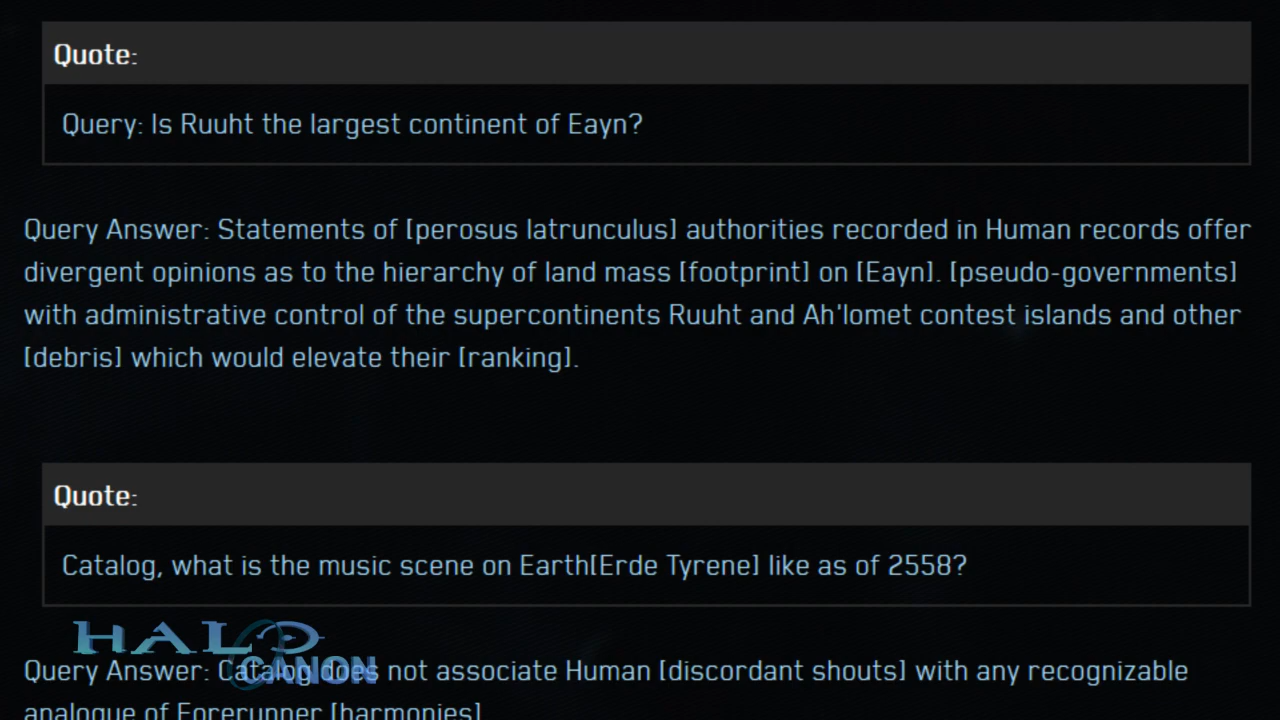 Quote:
Query: Is Ruuht the largest continent of Eayn?
Query Answer: Statements of [perosus latrunculus] authorities recorded in Human records offer
divergent opinions as to the hierarchy of land mass [footprint] on [Eayn]. [pseudo-governments]
with administrative control of the supercontinents Ruuht and Ah'lomet contest islands and other
[debris] which would elevate their [ranking].
Quote:
Catalog, what is the music scene on Earth[Erde Tyrene] like as of 2558?
HALO
CANON
Query Answer: Catalog does not associate Human [discordant shouts] with any recognizable
analogue of Forerunner [harmonies]